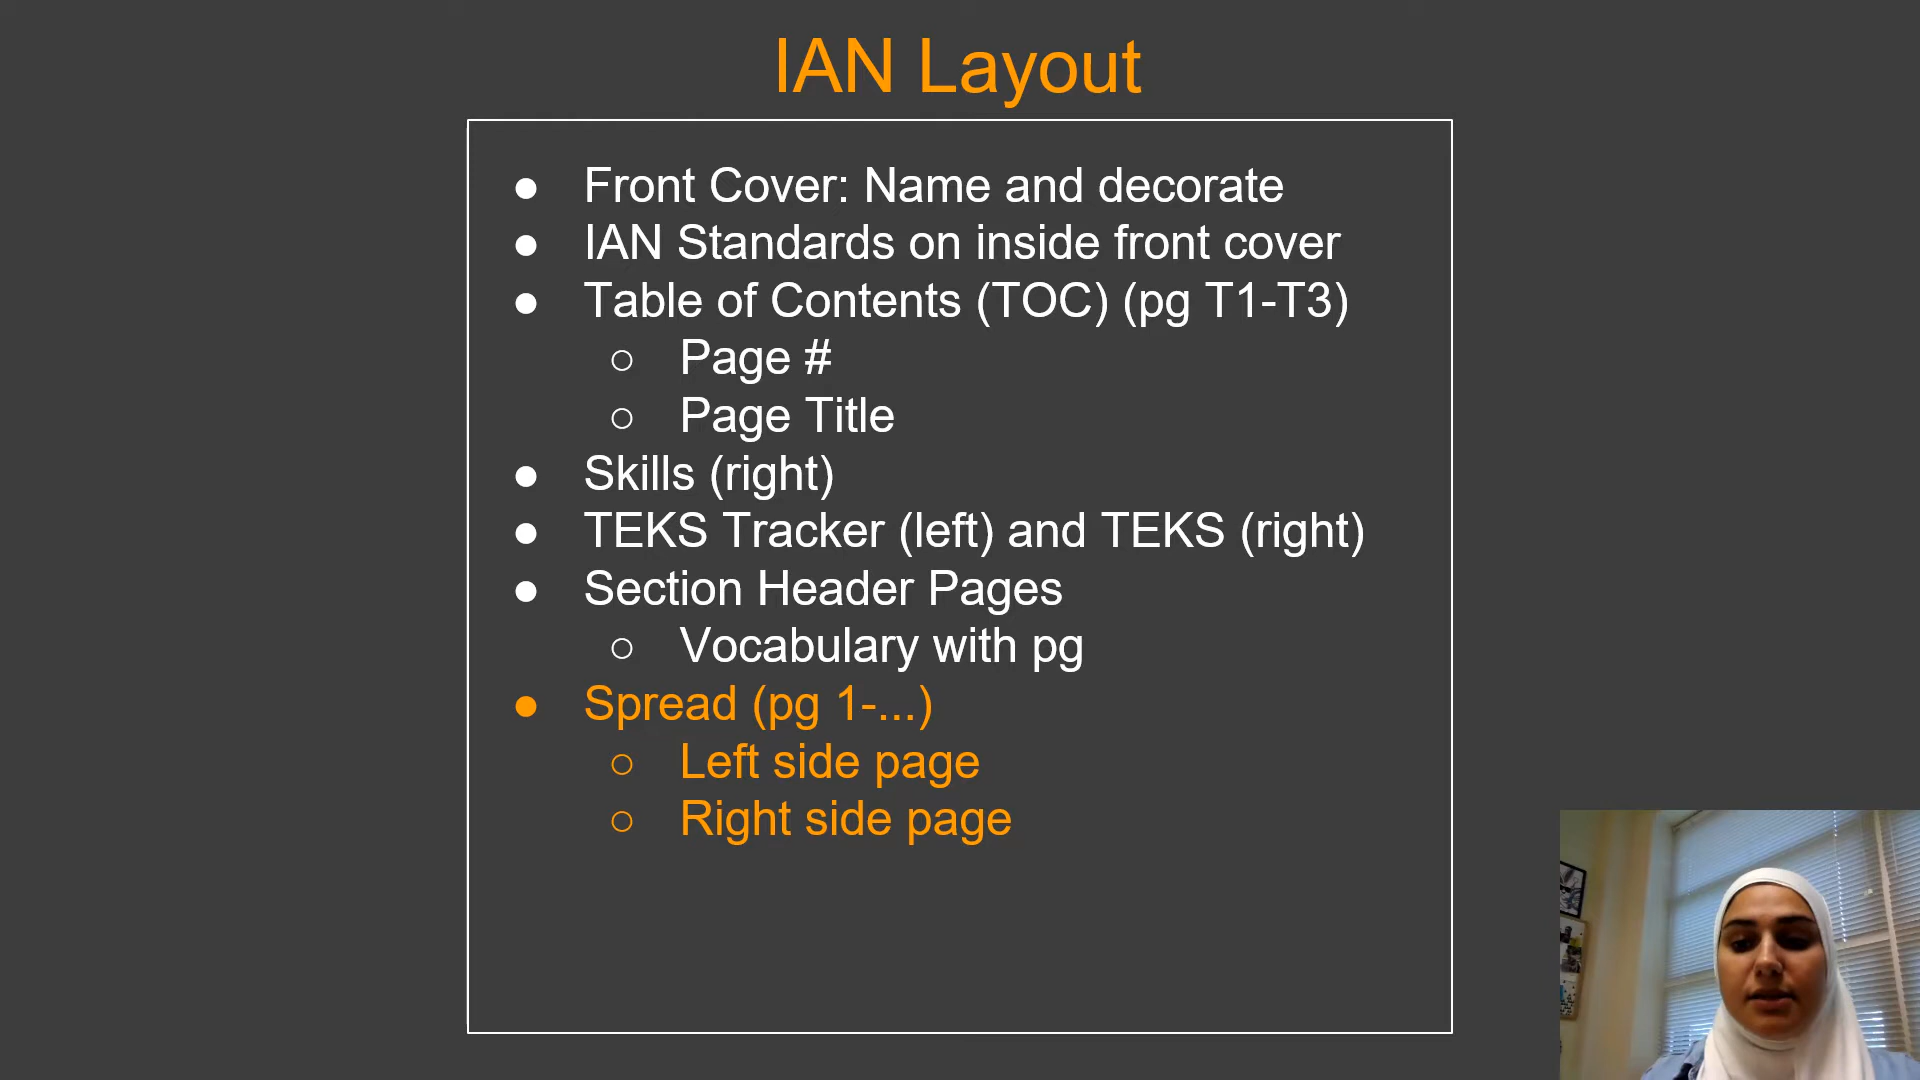 IAN Layout
● Front Cover: Name and decorate
● IAN Standards on inside front cover
● Table of Contents (TOC) (pg T1-T3)
○ Page #
○ Page Title
● Skills (right)
● TEKS Tracker (left) and TEKS (right)
● Section Header Pages
○ Vocabulary with pg
● Spread (pg 1-...)
○ Left side page
○ Right side page